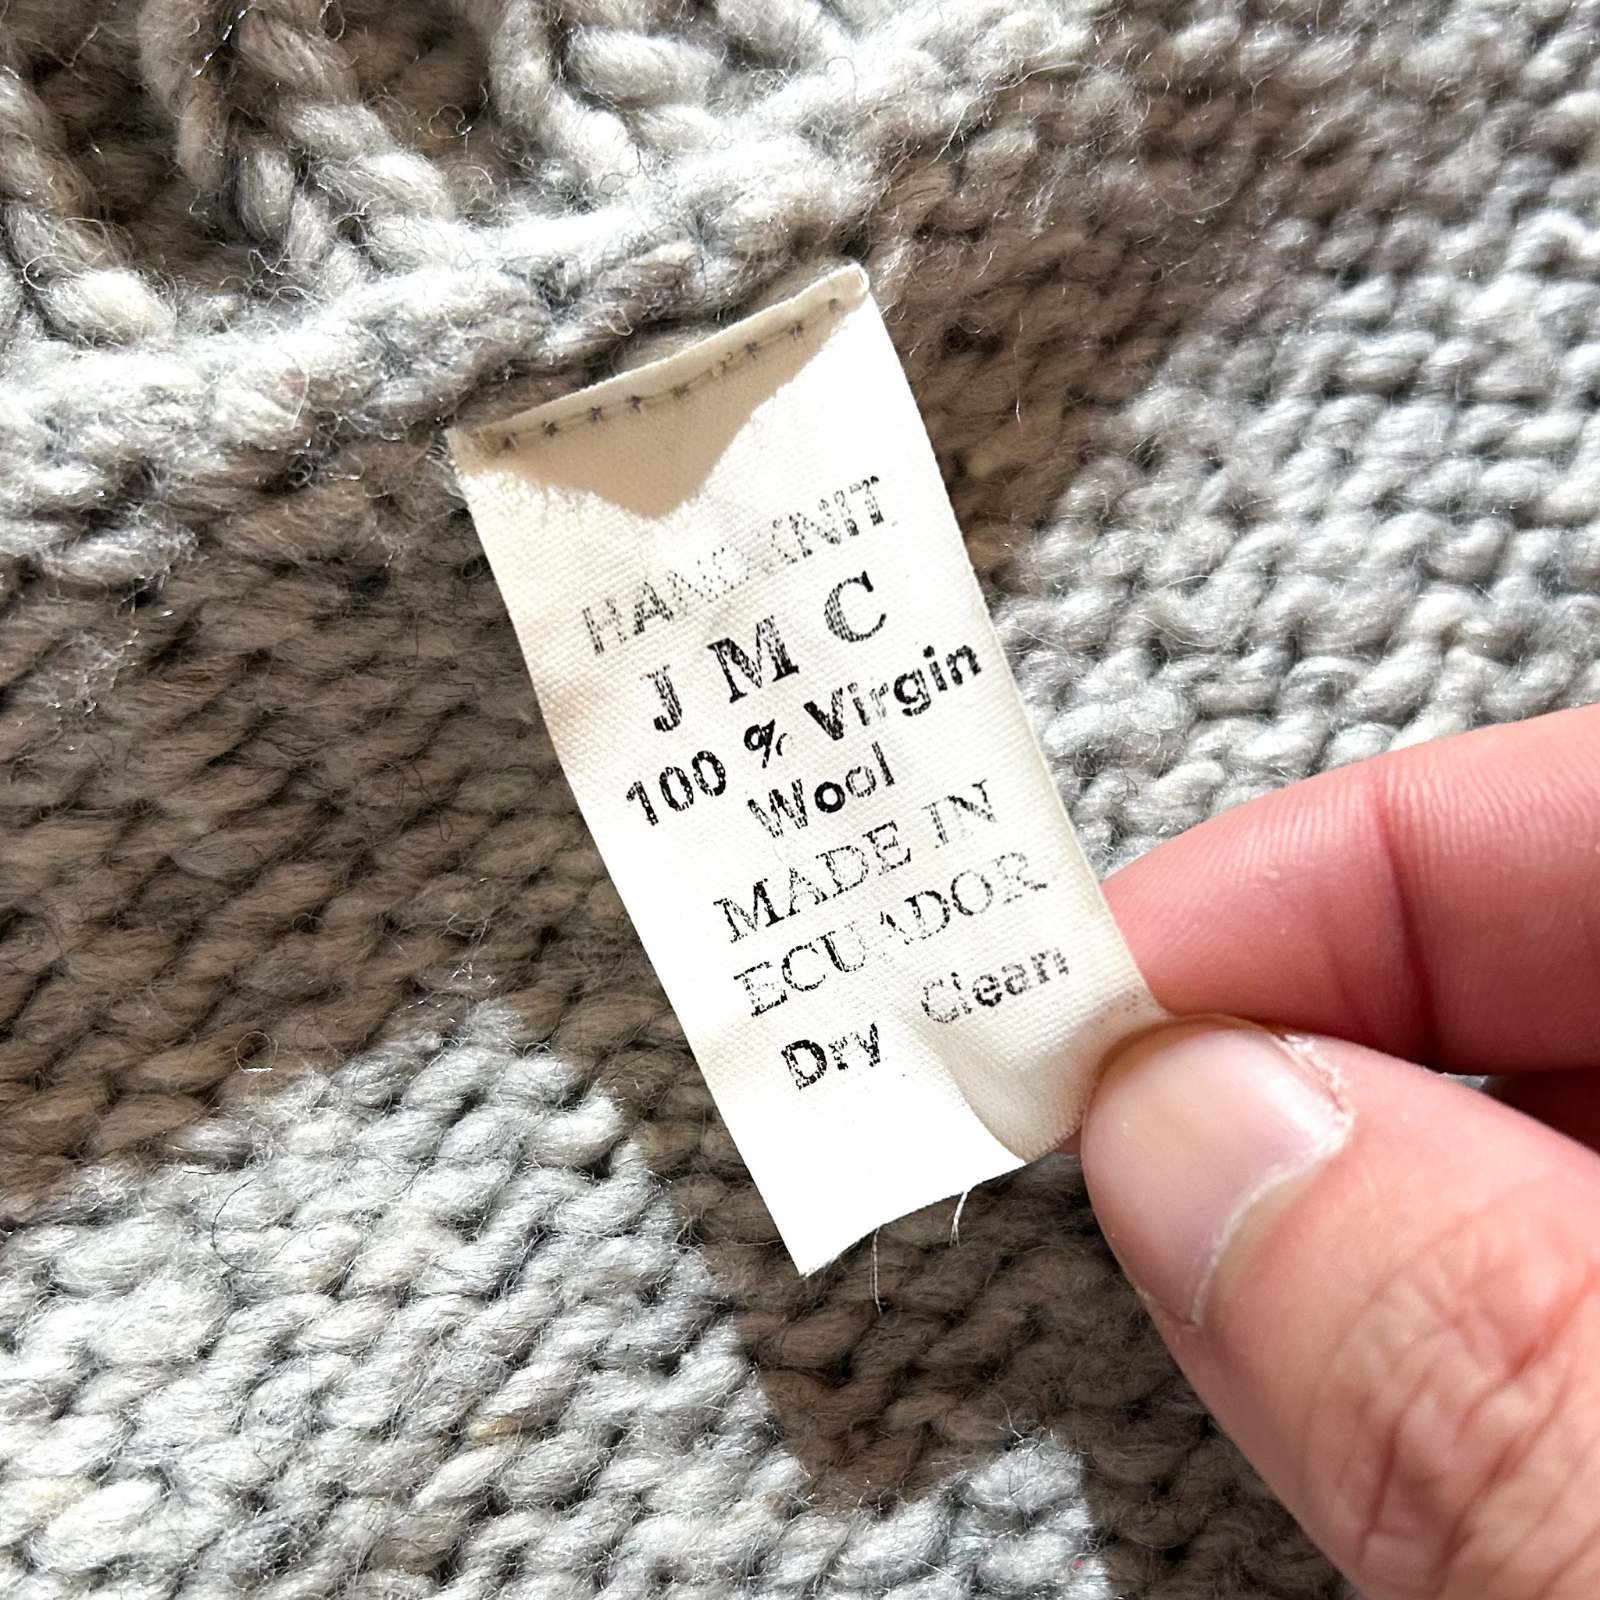 HANDKNIT
J M C
100 % Virgin
Wool
MADE IN
ECUADOR
Dry Clean